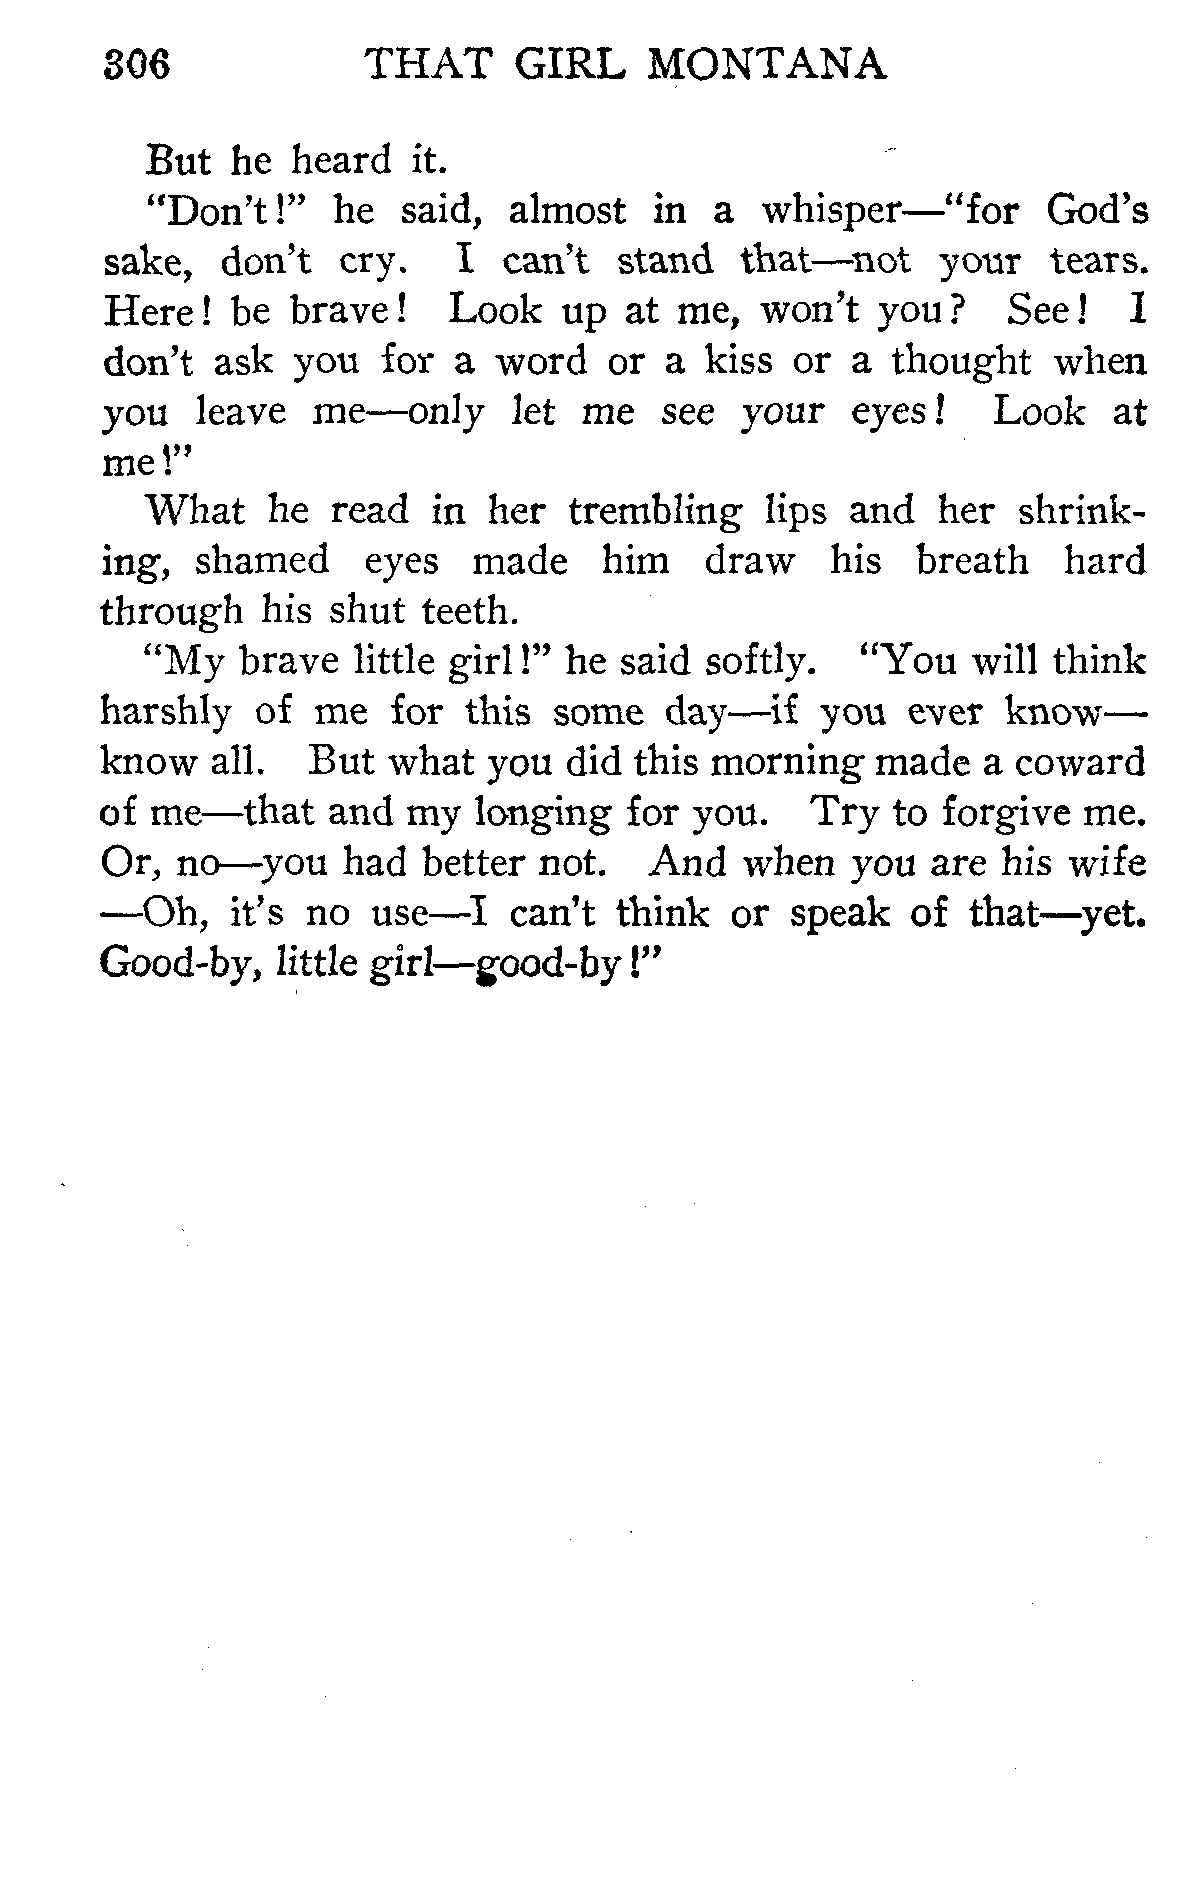 306 THAT GIRL MONTANA
But he heard it.
“Don’t!” he said, almost in a whisper—“for God’s
sake, don’t cry. I can’t stand that—not your tears.
Here! be brave! Look up at me, won’t you? See! I
don’t ask you for a word or a kiss or a thought when
you leave me—only let me see your eyes! Look at
me!”
What he read in her trembling lips and her shrink-
ing, shamed eyes made him draw his breath hard
through his shut teeth.
“My brave little girl!” he said softly. “You will think
harshly of me for this some day—if you ever know—
know all. But what you did this morning made a coward
of me—that and my longing for you. Try to forgive me.
Or, no—you had better not. And when you are his wife
—Oh, it’s no use—I can’t think or speak of that—yet.
Good-by, little girl—good-by!”